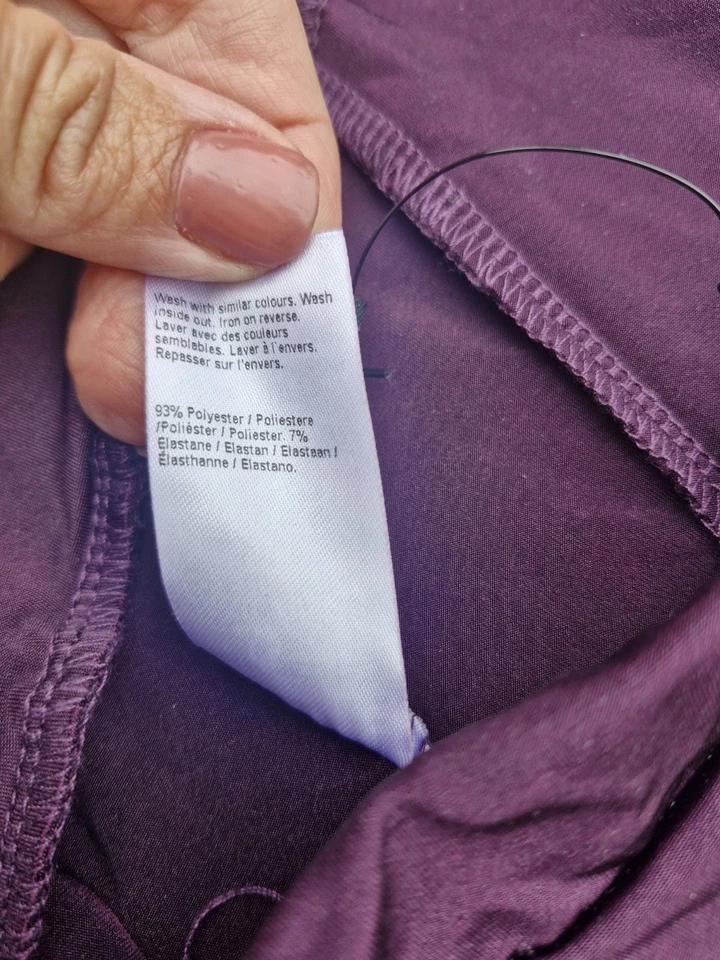 Wash with similar colours. Wash
inside out. Iron on reverse.
Laver avec des couleurs
semblables. Laver à l'envers.
Repasser sur l'envers.
93% Polyester / Poliestere
/Poliéster / Poliester. 7%
Elastane / Elastan / Elastaan /
Élasthanne / Elastano.